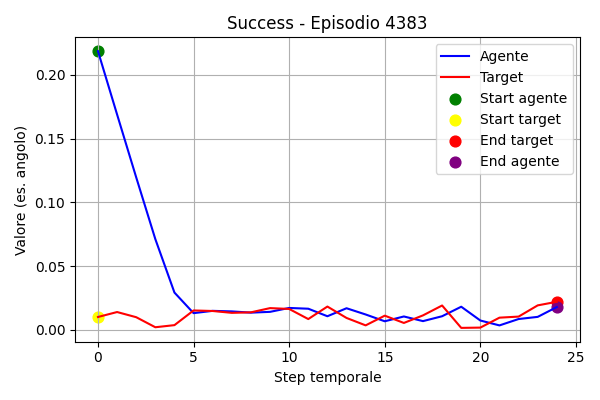 Success - Episodio 4383
Valore (es. angolo)
0.20
0.15
0.10
0.05
0.00
0
5
10
15
20
25
Step temporale
Agente
Target
Start agente
Start target
End target
End agente